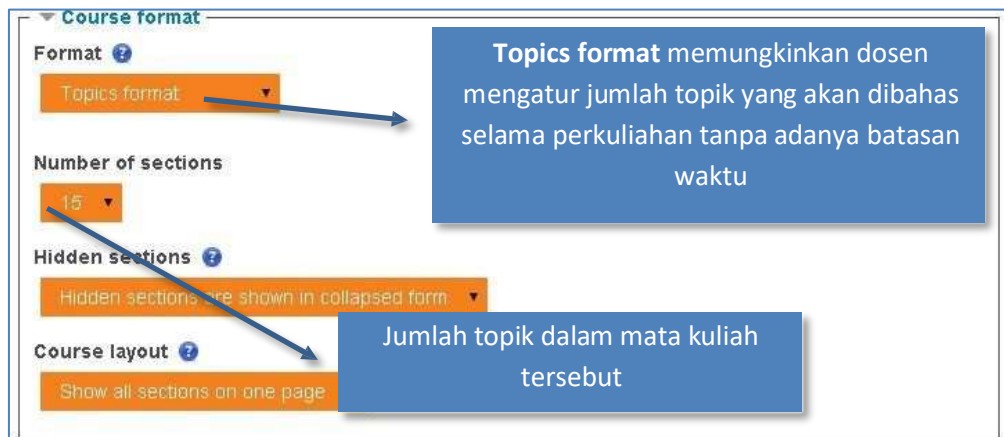 Course format
Format
Topics format
Topics format memungkinkan dosen
mengatur jumlah topik yang akan dibahas
selama perkuliahan tanpa adanya batasan
waktu
Number of sections
15
Hidden sections
Hidden sections are shown in collapsed form
Jumlah topik dalam mata kuliah
tersebut
Course layout
Show all sections on one page